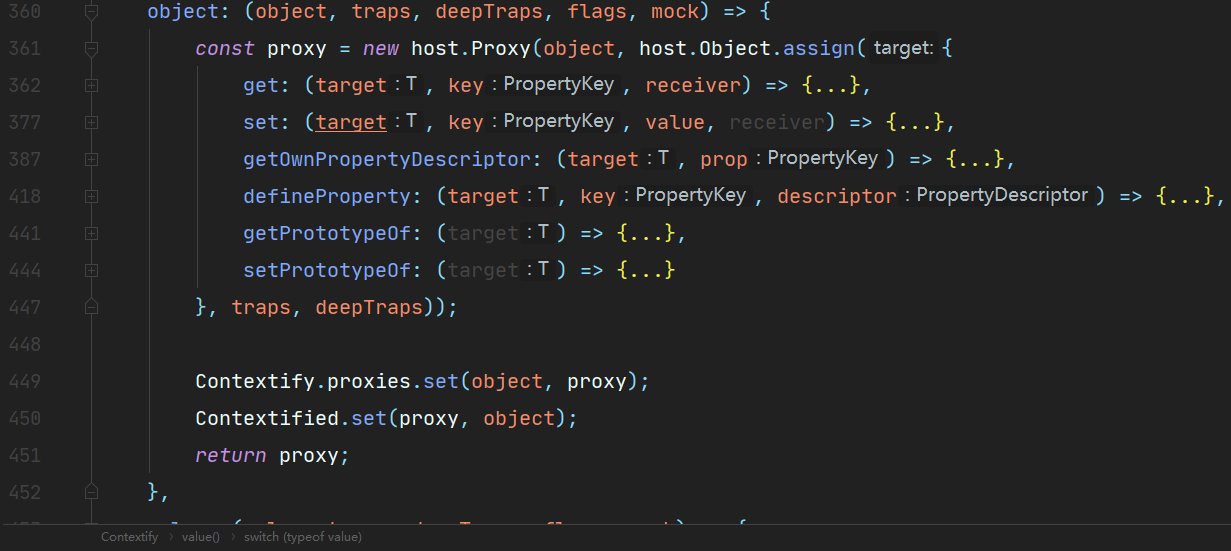 360 object: (object, traps, deepTraps, flags, mock) => {
361 const proxy = new host.Proxy(object, host.Object.assign( target: {
362 get: (target : T , key : PropertyKey , receiver) => {...},
377 set: (target : T , key : PropertyKey , value, receiver) => {...},
387 getOwnPropertyDescriptor: (target : T , prop : PropertyKey ) => {...},
418 defineProperty: (target : T , key : PropertyKey , descriptor : PropertyDescriptor ) => {...},
441 getPrototypeOf: (target : T ) => {...},
444 setPrototypeOf: (target : T ) => {...}
447 }, traps, deepTraps));
448
449 Contextify.proxies.set(object, proxy);
450 Contextified.set(proxy, object);
451 return proxy;
452 },
Contextify › value() › switch (typeof value)